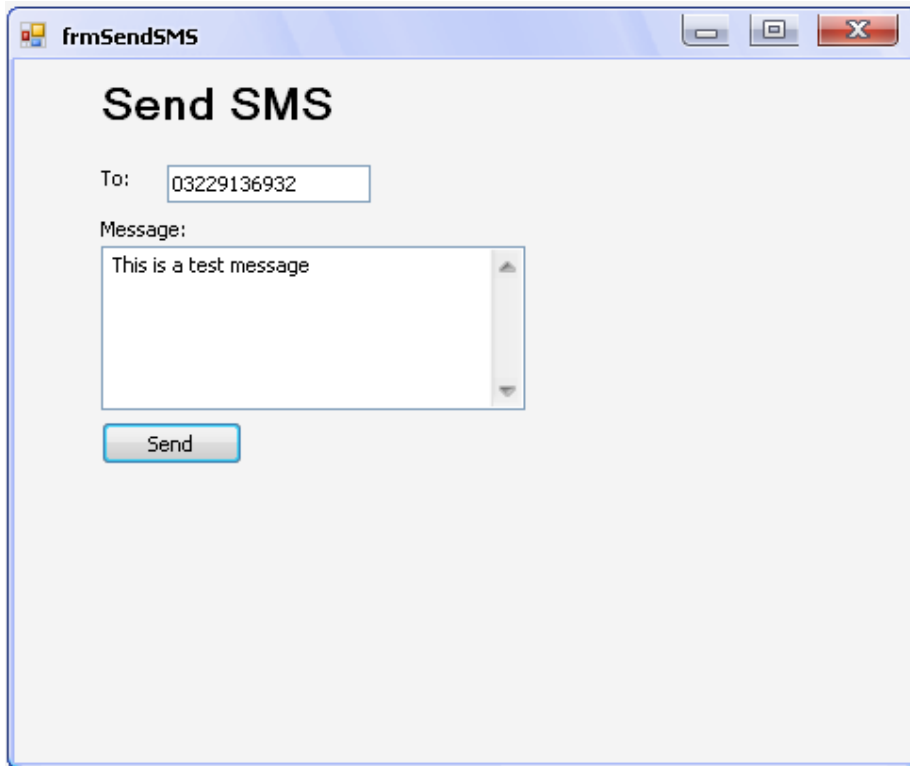 frmSendSMS
Send SMS
To: 03229136932
Message:
This is a test message
Send